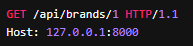 GET /api/brands/1 HTTP/1.1
Host: 127.0.0.1:8000